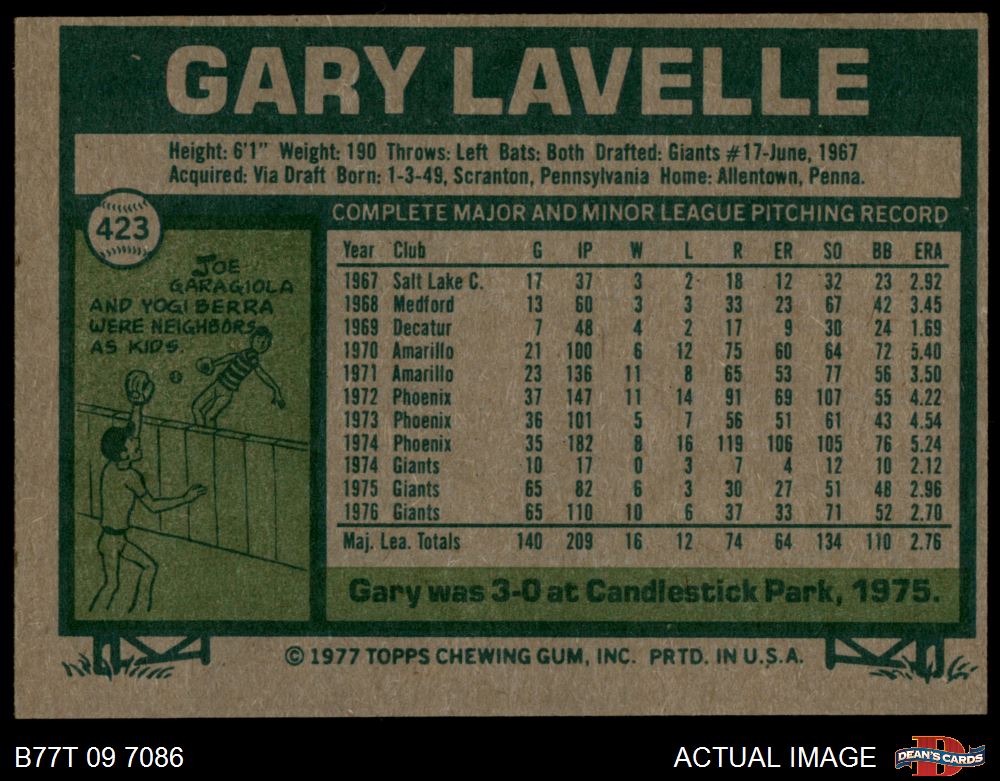 GARY LAVELLE
Height: 6'1" Weight: 190 Throws: Left Bats: Both Drafted: Giants #17-June, 1967
Acquired: Via Draft Born: 1-3-49, Scranton, Pennsylvania Home: Allentown, Penna.
423
JOE
GARAGIOLA
AND YOGI BERRA
WERE NEIGHBORS
AS KIDS.
COMPLETE MAJOR AND MINOR LEAGUE PITCHING RECORD
Year Club G IP W L R ER SO BB ERA
1967 Salt Lake C. 17 37 3 2 18 12 32 23 2.92
1968 Medford 13 60 3 3 33 23 67 42 3.45
1969 Decatur 7 48 4 2 17 9 30 24 1.69
1970 Amarillo 21 100 6 12 75 60 64 72 5.40
1971 Amarillo 23 136 11 8 65 53 77 56 3.50
1972 Phoenix 37 147 11 14 91 69 107 55 4.22
1973 Phoenix 36 101 5 7 56 51 61 43 4.54
1974 Phoenix 35 182 8 16 119 106 105 76 5.24
1974 Giants 10 17 0 3 7 4 12 10 2.12
1975 Giants 65 82 6 3 30 27 51 48 2.96
1976 Giants 65 110 10 6 37 33 71 52 2.70
Maj. Lea. Totals 140 209 16 12 74 64 134 110 2.76
Gary was 3-0 at Candlestick Park, 1975.
© 1977 TOPPS CHEWING GUM, INC. PRTD. IN U.S.A.
B77T 09 7086
ACTUAL IMAGE
D
DEAN'S CARDS